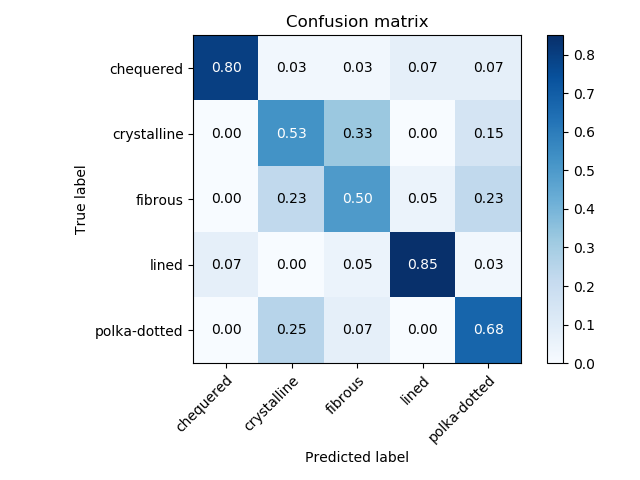 Confusion matrix
chequered 0.80 0.03 0.03 0.07 0.07
crystalline 0.00 0.53 0.33 0.00 0.15
fibrous 0.00 0.23 0.50 0.05 0.23
lined 0.07 0.00 0.05 0.85 0.03
polka-dotted 0.00 0.25 0.07 0.00 0.68
True label
chequered crystalline fibrous lined polka-dotted
Predicted label
0.8
0.7
0.6
0.5
0.4
0.3
0.2
0.1
0.0